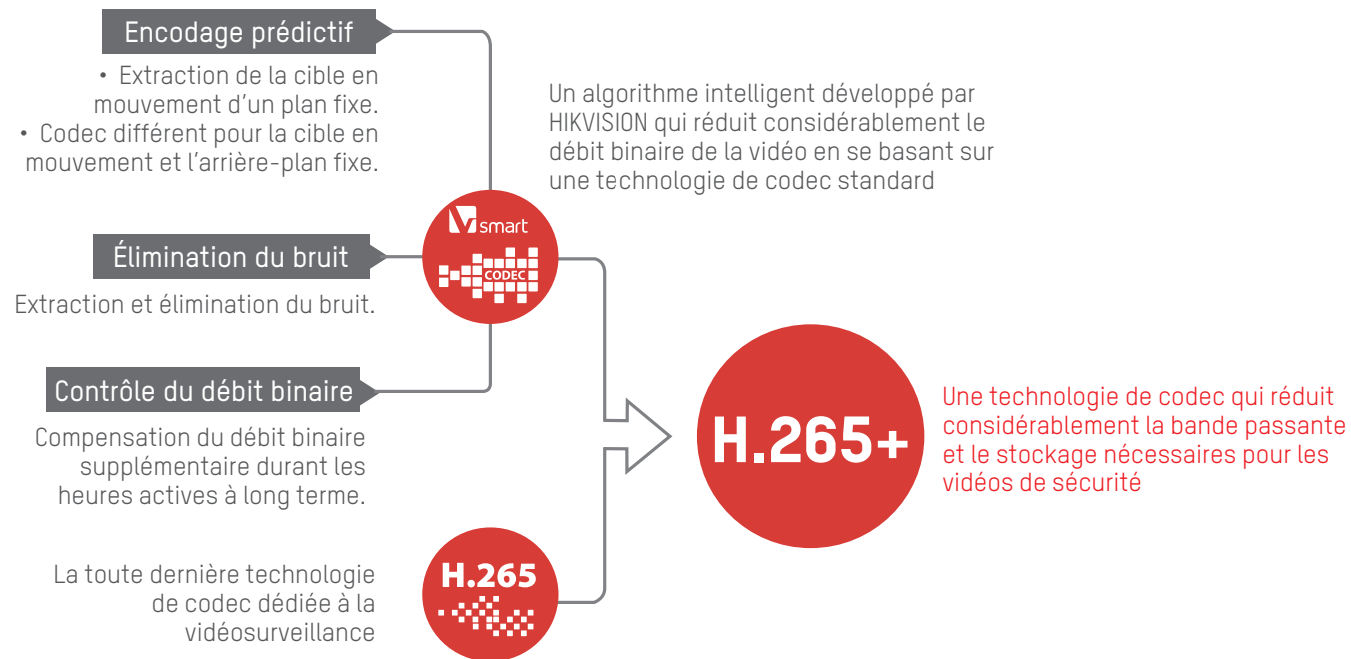 Encodage prédictif
• Extraction de la cible en
mouvement d'un plan fixe.
• Codec différent pour la cible en
mouvement et l'arrière-plan fixe.
Un algorithme intelligent développé par
HIKVISION qui réduit considérablement le
débit binaire de la vidéo en se basant sur
une technologie de codec standard
smart
CODEC
Élimination du bruit
Extraction et élimination du bruit.
Contrôle du débit binaire
Compensation du débit binaire
supplémentaire durant les
heures actives à long terme.
H.265+
Une technologie de codec qui réduit
considérablement la bande passante
et le stockage nécessaires pour les
vidéos de sécurité
La toute dernière technologie
de codec dédiée à la
vidéosurveillance
H.265